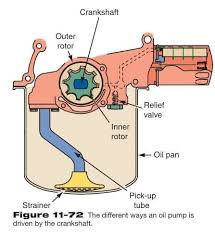 Crankshaft
Outer
rotor
Relief
valve
Inner
rotor
Oil pan
Pick-up
tube
Strainer
Figure 11-72 The different ways an oil pump is
driven by the crankshaft.